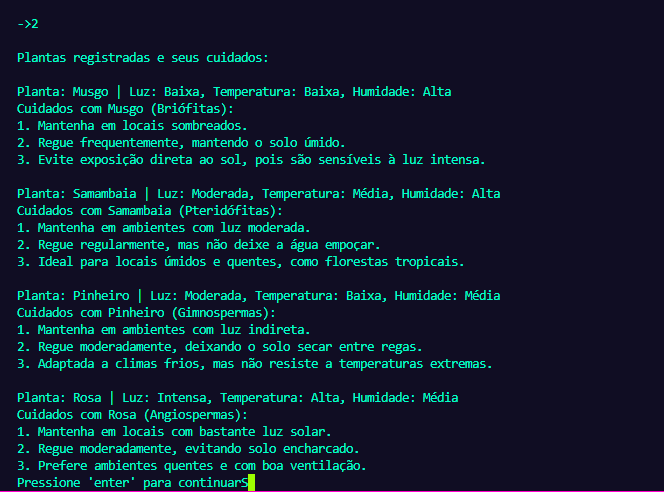 ->2
Plantas registradas e seus cuidados:
Planta: Musgo | Luz: Baixa, Temperatura: Baixa, Humidade: Alta
Cuidados com Musgo (Briófitas):
1. Mantenha em locais sombreados.
2. Regue frequentemente, mantendo o solo úmido.
3. Evite exposição direta ao sol, pois são sensíveis à luz intensa.
Planta: Samambaia | Luz: Moderada, Temperatura: Média, Humidade: Alta
Cuidados com Samambaia (Pteridófitas):
1. Mantenha em ambientes com luz moderada.
2. Regue regularmente, mas não deixe a água empoçar.
3. Ideal para locais úmidos e quentes, como florestas tropicais.
Planta: Pinheiro | Luz: Moderada, Temperatura: Baixa, Humidade: Média
Cuidados com Pinheiro (Gimnospermas):
1. Mantenha em ambientes com luz indireta.
2. Regue moderadamente, deixando o solo secar entre regas.
3. Adaptada a climas frios, mas não resiste a temperaturas extremas.
Planta: Rosa | Luz: Intensa, Temperatura: Alta, Humidade: Média
Cuidados com Rosa (Angiospermas):
1. Mantenha em locais com bastante luz solar.
2. Regue moderadamente, evitando solo encharcado.
3. Prefere ambientes quentes e com boa ventilação.
Pressione 'enter' para continuarS